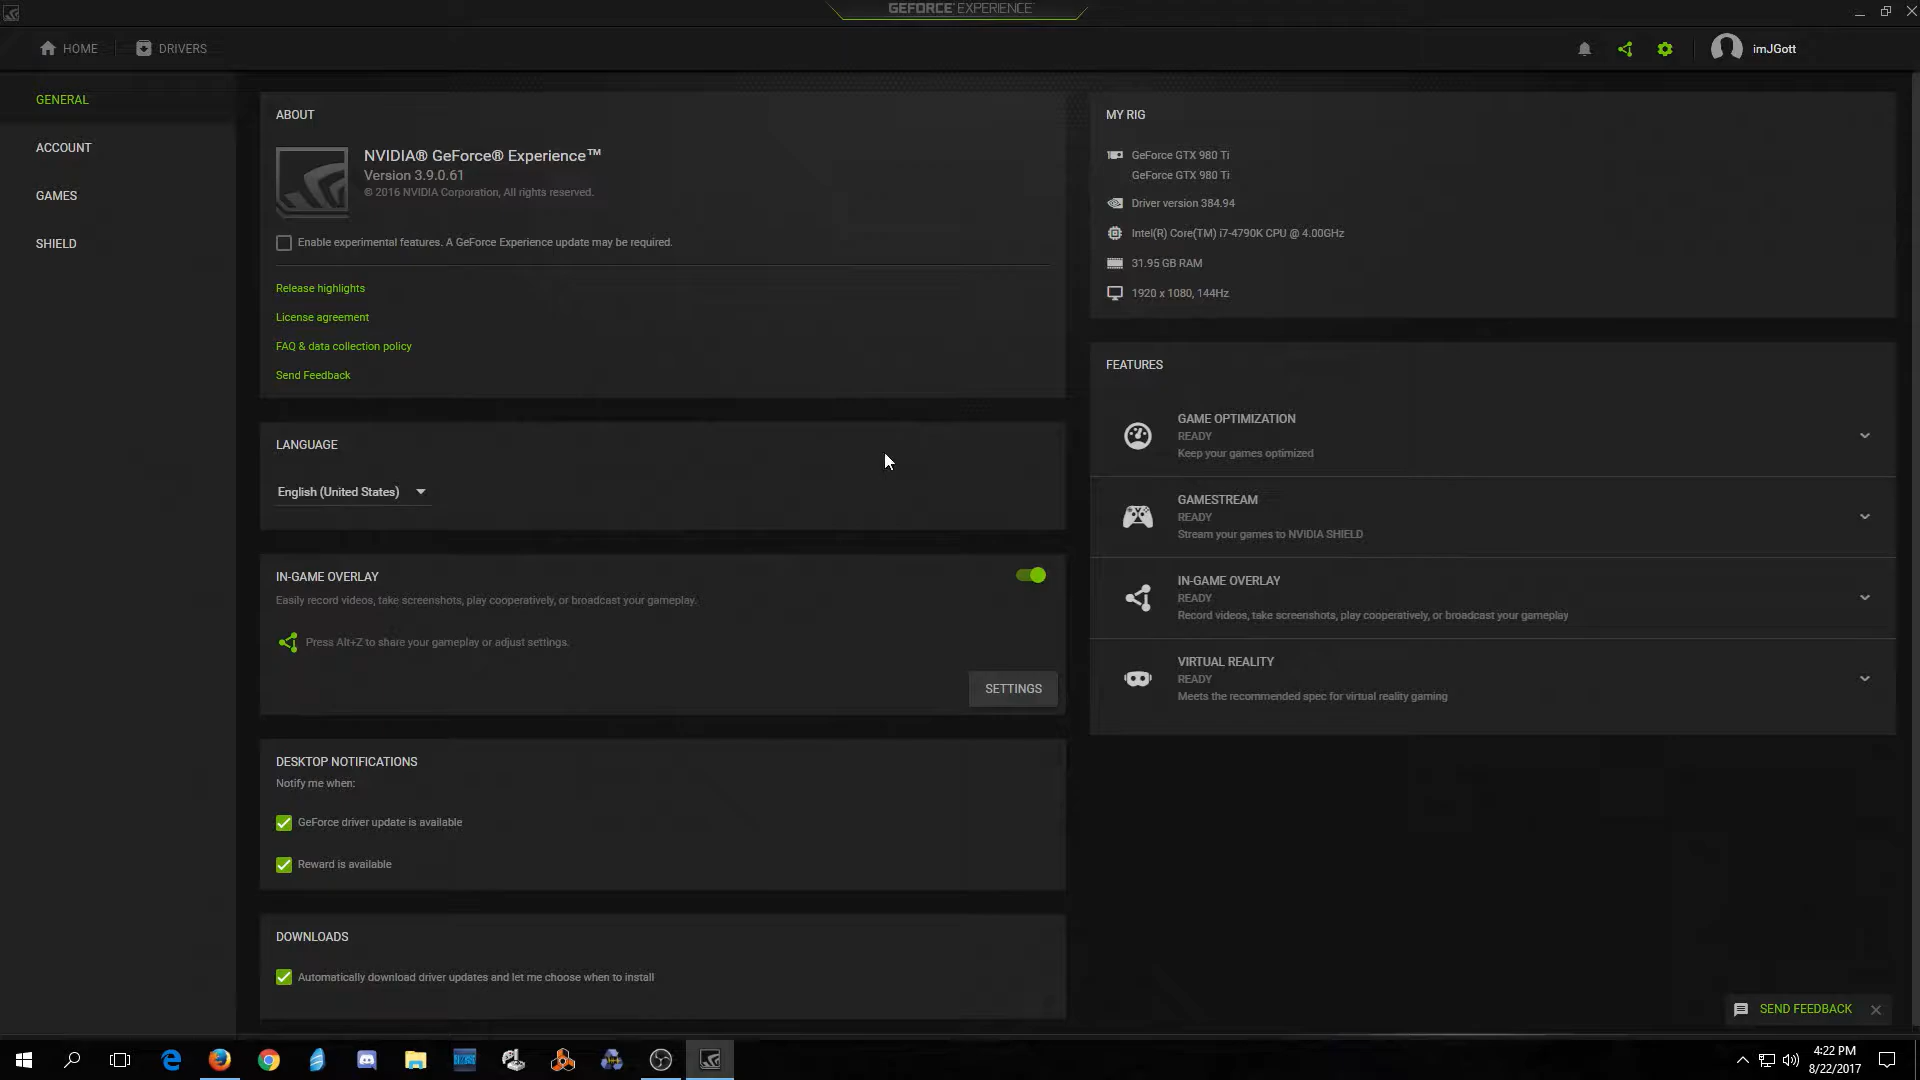 GEFORCE EXPERIENCE
HOME
DRIVERS
imJGott
GENERAL
ACCOUNT
GAMES
SHIELD
ABOUT
NVIDIA® GeForce® Experience™
Version 3.9.0.61
© 2016 NVIDIA Corporation, All rights reserved.
Enable experimental features. A GeForce Experience update may be required.
Release highlights
License agreement
FAQ & data collection policy
Send Feedback
LANGUAGE
English (United States)
IN-GAME OVERLAY
Easily record videos, take screenshots, play cooperatively, or broadcast your gameplay.
Press Alt+Z to share your gameplay or adjust settings.
SETTINGS
DESKTOP NOTIFICATIONS
Notify me when:
GeForce driver update is available
Reward is available
DOWNLOADS
Automatically download driver updates and let me choose when to install
MY RIG
GeForce GTX 980 Ti
GeForce GTX 980 Ti
Driver version 384.94
Intel(R) Core(TM) i7-4790K CPU @ 4.00GHz
31.95 GB RAM
1920 x 1080, 144Hz
FEATURES
GAME OPTIMIZATION
READY
Keep your games optimized
GAMESTREAM
READY
Stream your games to NVIDIA SHIELD
IN-GAME OVERLAY
READY
Record videos, take screenshots, play cooperatively, or broadcast your gameplay
VIRTUAL REALITY
READY
Meets the recommended spec for virtual reality gaming
SEND FEEDBACK
4:22 PM
8/22/2017